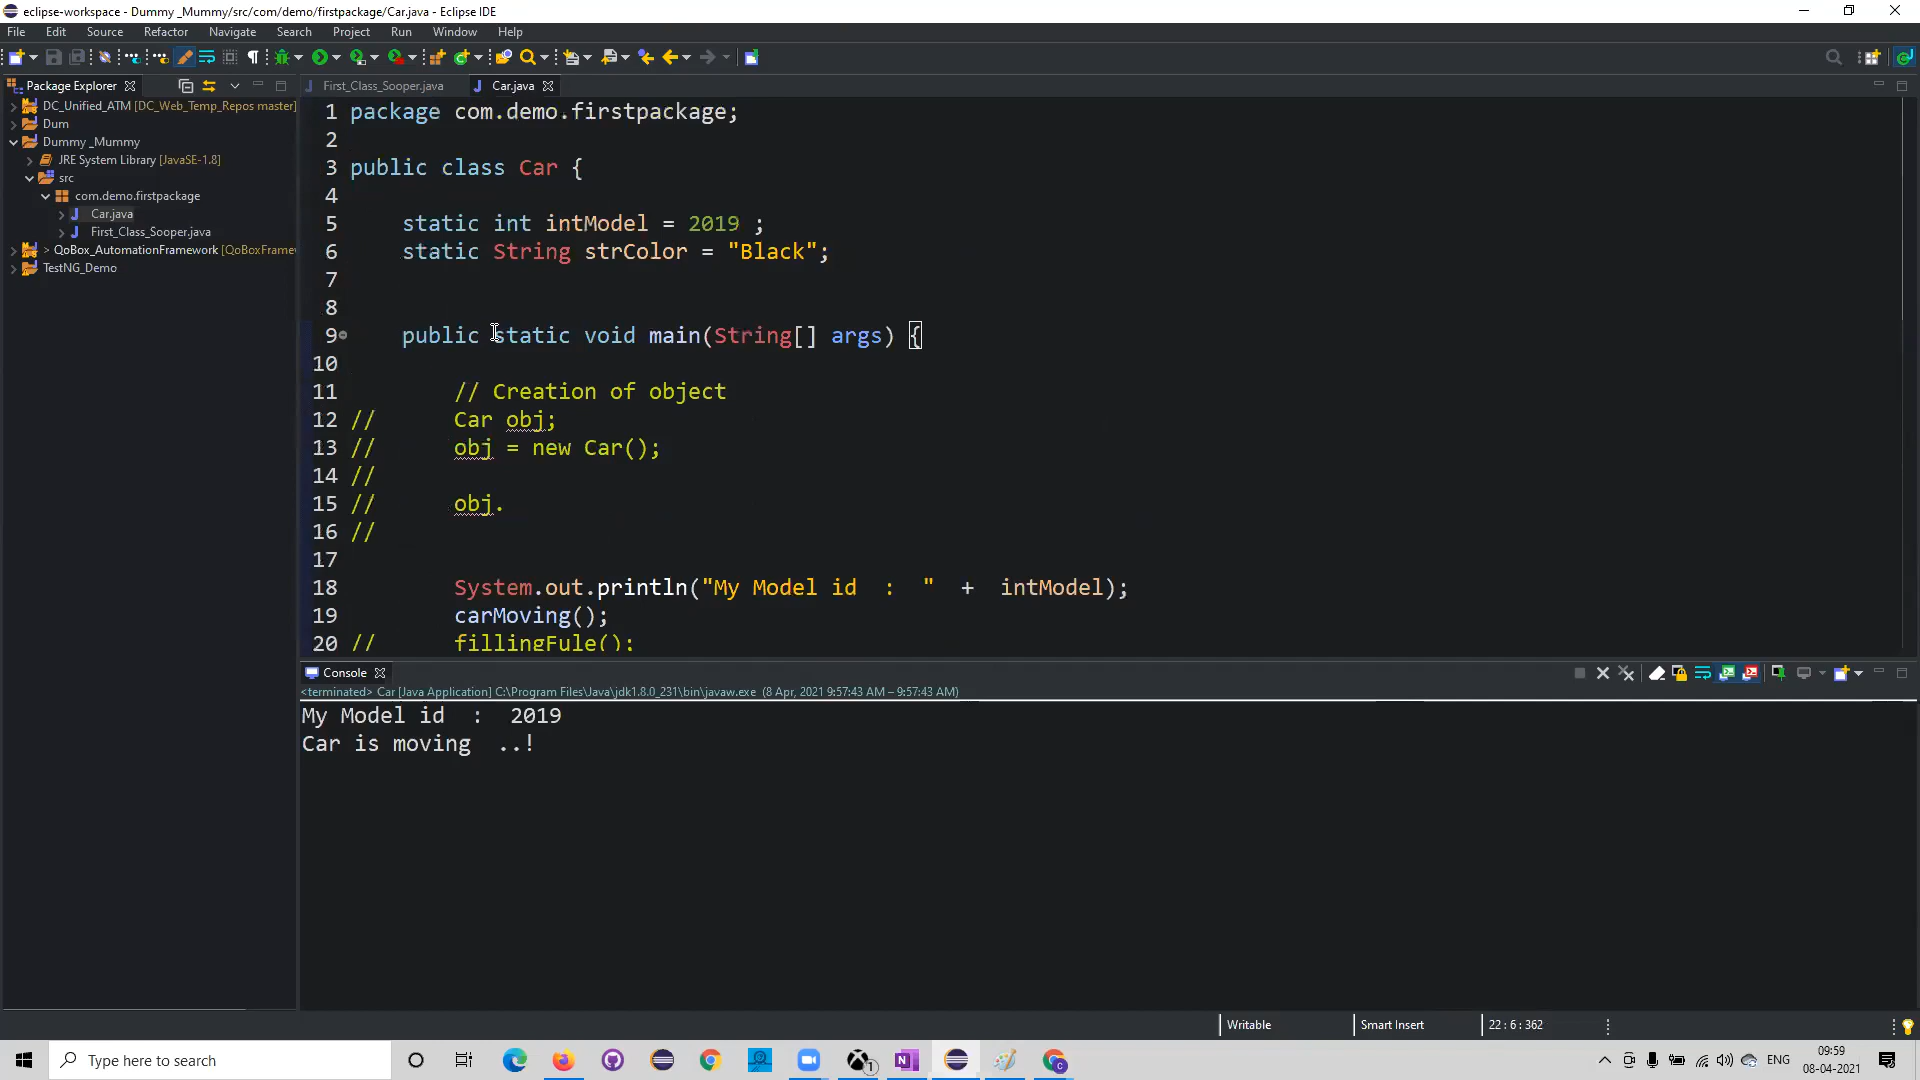 eclipse-workspace - Dummy _Mummy/src/com/demo/firstpackage/Car.java - Eclipse IDE
File Edit Source Refactor Navigate Search Project Run Window Help
Package Explorer
First_Class_Sooper.java
Car.java
DC_Unified_ATM [DC_Web_Temp_Repos master]
Dum
Dummy _Mummy
JRE System Library [JavaSE-1.8]
src
com.demo.firstpackage
Car.java
First_Class_Sooper.java
> QoBox_AutomationFramework [QoBoxFramew
TestNG_Demo
1 package com.demo.firstpackage;
2
3 public class Car {
4
5 static int intModel = 2019 ;
6 static String strColor = "Black";
7
8
9 public static void main(String[] args) {
10
11 // Creation of object
12 // Car obj;
13 // obj = new Car();
14 //
15 // obj.
16 //
17
18 System.out.println("My Model id : " + intModel);
19 carMoving();
20 // fillingFule();
Console
<terminated> Car [Java Application] C:\Program Files\Java\jdk1.8.0_231\bin\javaw.exe (8 Apr, 2021 9:57:43 AM – 9:57:43 AM)
My Model id : 2019
Car is moving ..!
Writable
Smart Insert
22 : 6 : 362
Type here to search
ENG
09:59
08-04-2021